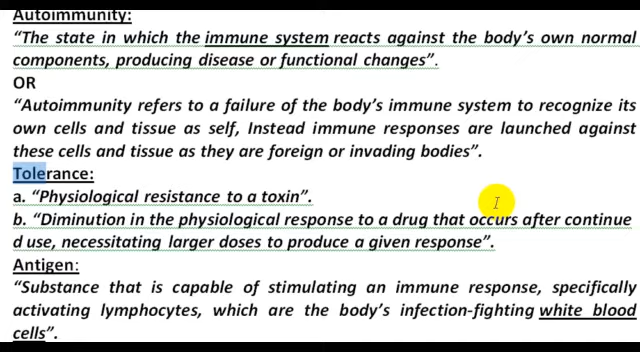 Autoimmunity:
“The state in which the immune system reacts against the body’s own normal
components, producing disease or functional changes”.
OR
“Autoimmunity refers to a failure of the body’s immune system to recognize its
own cells and tissue as self, Instead immune responses are launched against
these cells and tissue as they are foreign or invading bodies”.
Tolerance:
a. “Physiological resistance to a toxin”.
b. “Diminution in the physiological response to a drug that occurs after continue
d use, necessitating larger doses to produce a given response”.
Antigen:
“Substance that is capable of stimulating an immune response, specifically
activating lymphocytes, which are the body’s infection-fighting white blood
cells”.